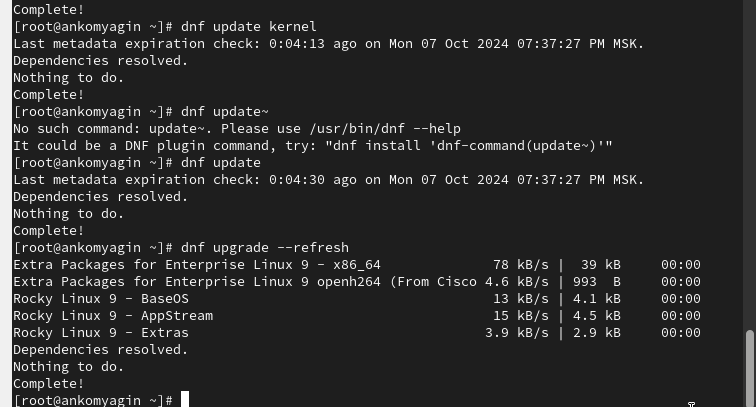 Complete!
[root@ankomyagin ~]# dnf update kernel
Last metadata expiration check: 0:04:13 ago on Mon 07 Oct 2024 07:37:27 PM MSK.
Dependencies resolved.
Nothing to do.
Complete!
[root@ankomyagin ~]# dnf update~
No such command: update~. Please use /usr/bin/dnf --help
It could be a DNF plugin command, try: "dnf install 'dnf-command(update~)'"
[root@ankomyagin ~]# dnf update
Last metadata expiration check: 0:04:30 ago on Mon 07 Oct 2024 07:37:27 PM MSK.
Dependencies resolved.
Nothing to do.
Complete!
[root@ankomyagin ~]# dnf upgrade --refresh
Extra Packages for Enterprise Linux 9 - x86_64              78 kB/s |  39 kB     00:00
Extra Packages for Enterprise Linux 9 openh264 (From Cisco 4.6 kB/s | 993  B     00:00
Rocky Linux 9 - BaseOS                                      13 kB/s | 4.1 kB     00:00
Rocky Linux 9 - AppStream                                   15 kB/s | 4.5 kB     00:00
Rocky Linux 9 - Extras                                     3.9 kB/s | 2.9 kB     00:00
Dependencies resolved.
Nothing to do.
Complete!
[root@ankomyagin ~]#